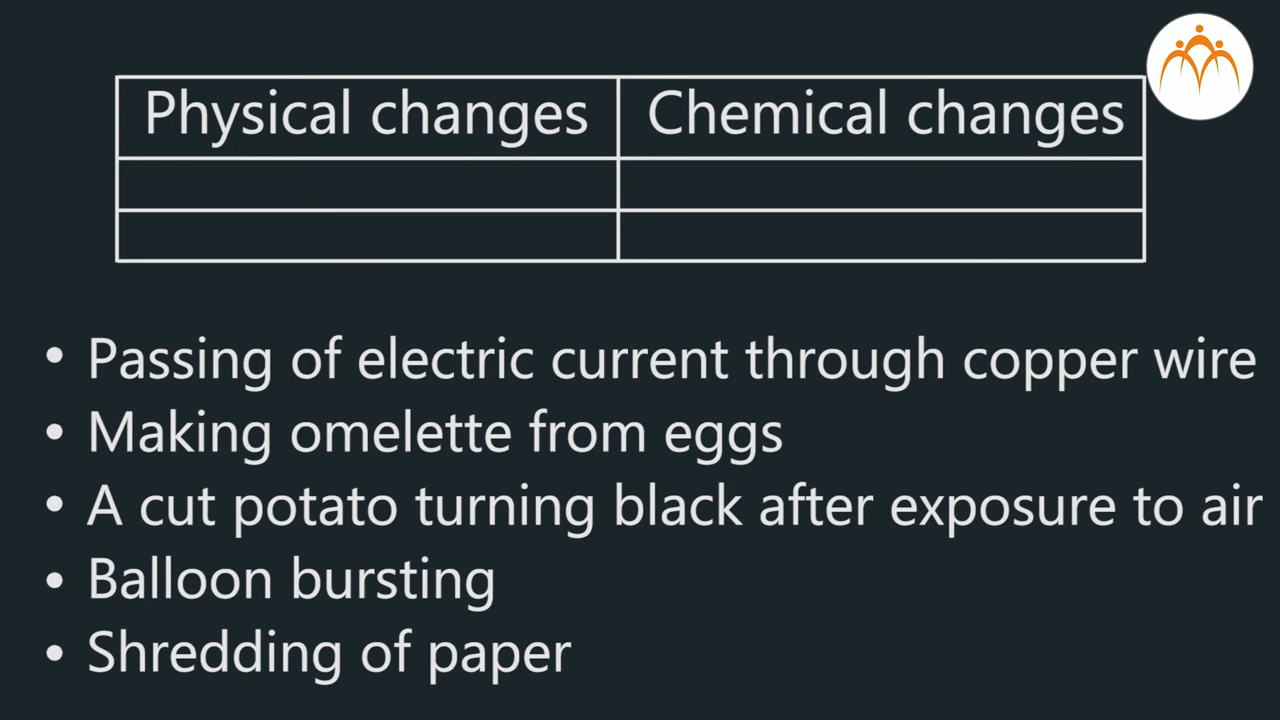 Physical changes Chemical changes
• Passing of electric current through copper wire
• Making omelette from eggs
• A cut potato turning black after exposure to air
• Balloon bursting
• Shredding of paper